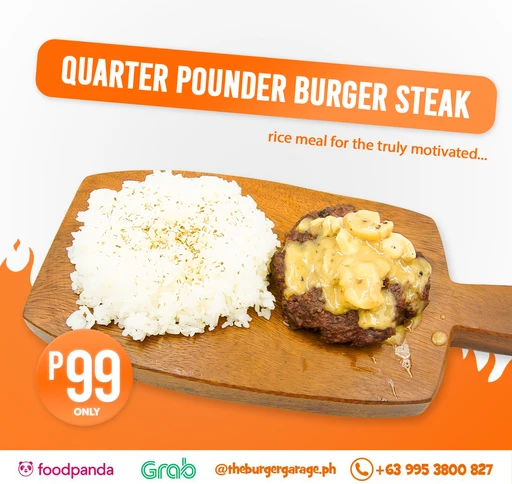 QUARTER POUNDER BURGER STEAK
rice meal for the truly motivated...
P99
ONLY
foodpanda Grab @theburgergarage.ph +63 995 3800 827